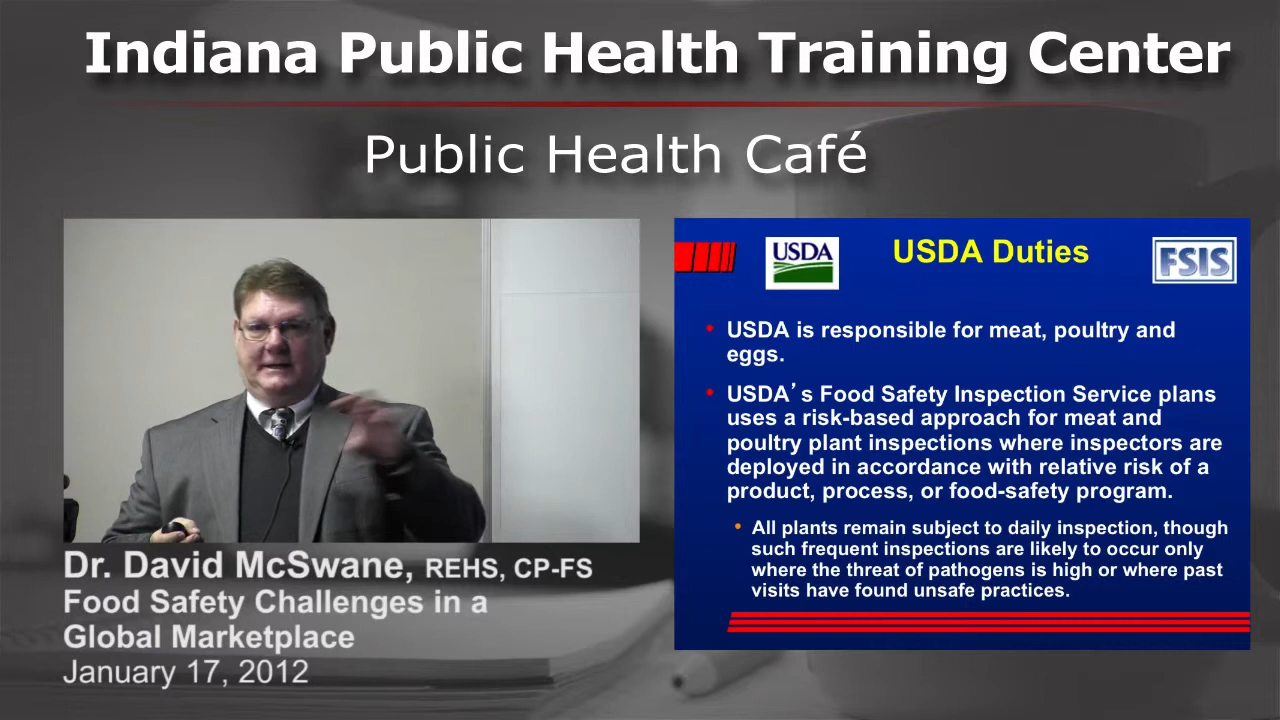 Indiana Public Health Training Center
Public Health Café
USDA
USDA Duties
FSIS
• USDA is responsible for meat, poultry and
eggs.
• USDA’s Food Safety Inspection Service plans
uses a risk-based approach for meat and
poultry plant inspections where inspectors are
deployed in accordance with relative risk of a
product, process, or food-safety program.
• All plants remain subject to daily inspection, though
such frequent inspections are likely to occur only
where the threat of pathogens is high or where past
visits have found unsafe practices.
Dr. David McSwane, REHS, CP-FS
Food Safety Challenges in a
Global Marketplace
January 17, 2012